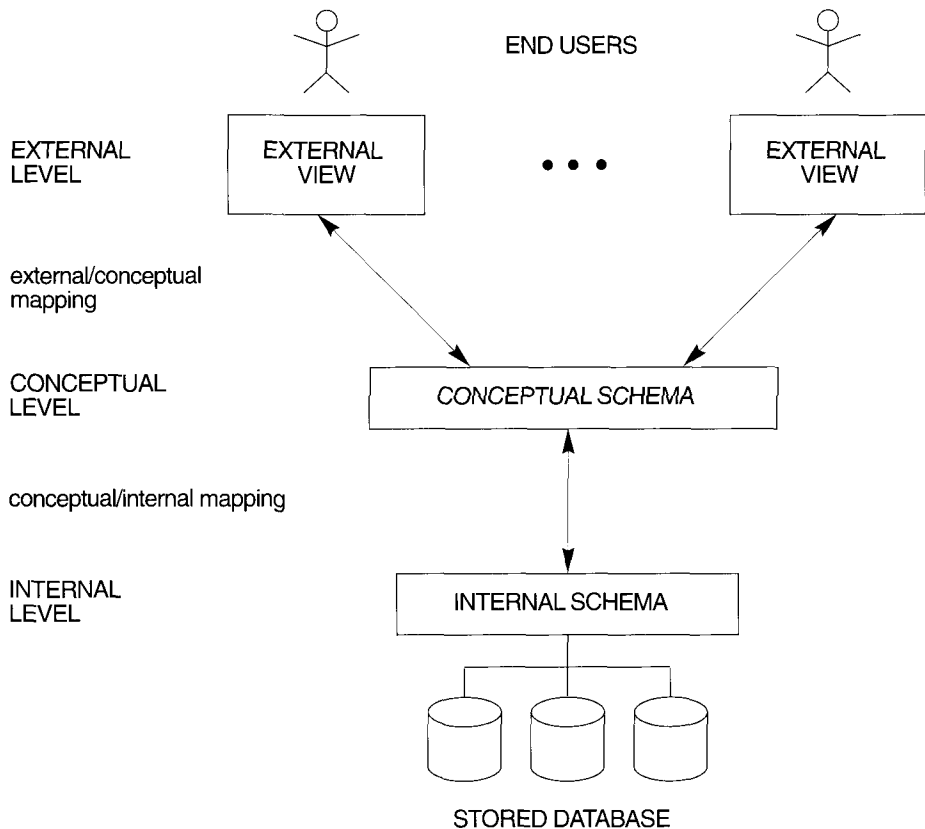 END USERS
EXTERNAL
LEVEL
EXTERNAL
VIEW
• • •
EXTERNAL
VIEW
external/conceptual
mapping
CONCEPTUAL
LEVEL
CONCEPTUAL SCHEMA
conceptual/internal mapping
INTERNAL
LEVEL
INTERNAL SCHEMA
STORED DATABASE